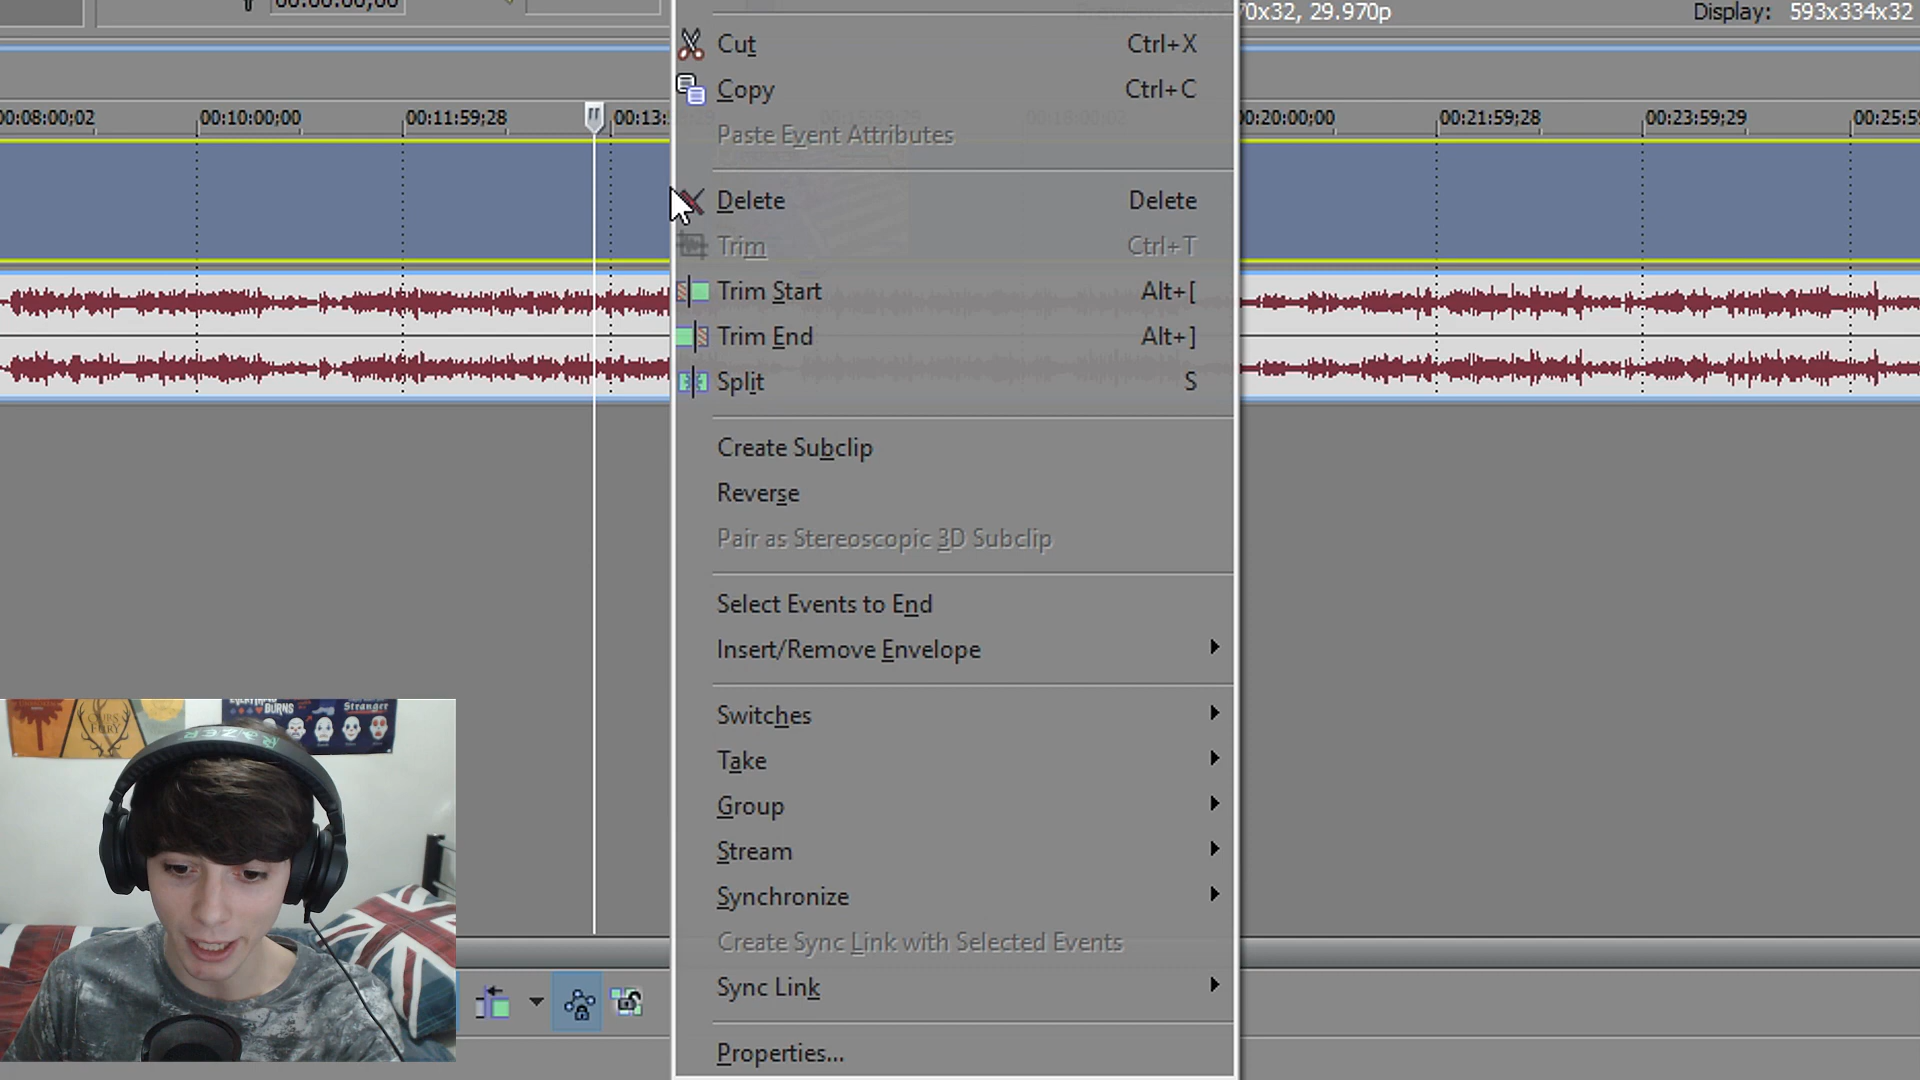 00:00:00;00
70x32, 29.970p
Display: 593x334x32
Cut Ctrl+X
Copy Ctrl+C
Paste Event Attributes
Delete Delete
Trim Ctrl+T
Trim Start Alt+[
Trim End Alt+]
Split S
Create Subclip
Reverse
Pair as Stereoscopic 3D Subclip
Select Events to End
Insert/Remove Envelope
Switches
Take
Group
Stream
Synchronize
Create Sync Link with Selected Events
Sync Link
Properties...
00:08:00;02
00:10:00;00
00:11:59;28
00:13:
00:20:00;00
00:21:59;28
00:23:59;29
00:25:59
RAZER
OURS
FURY
BURNS
Stranger